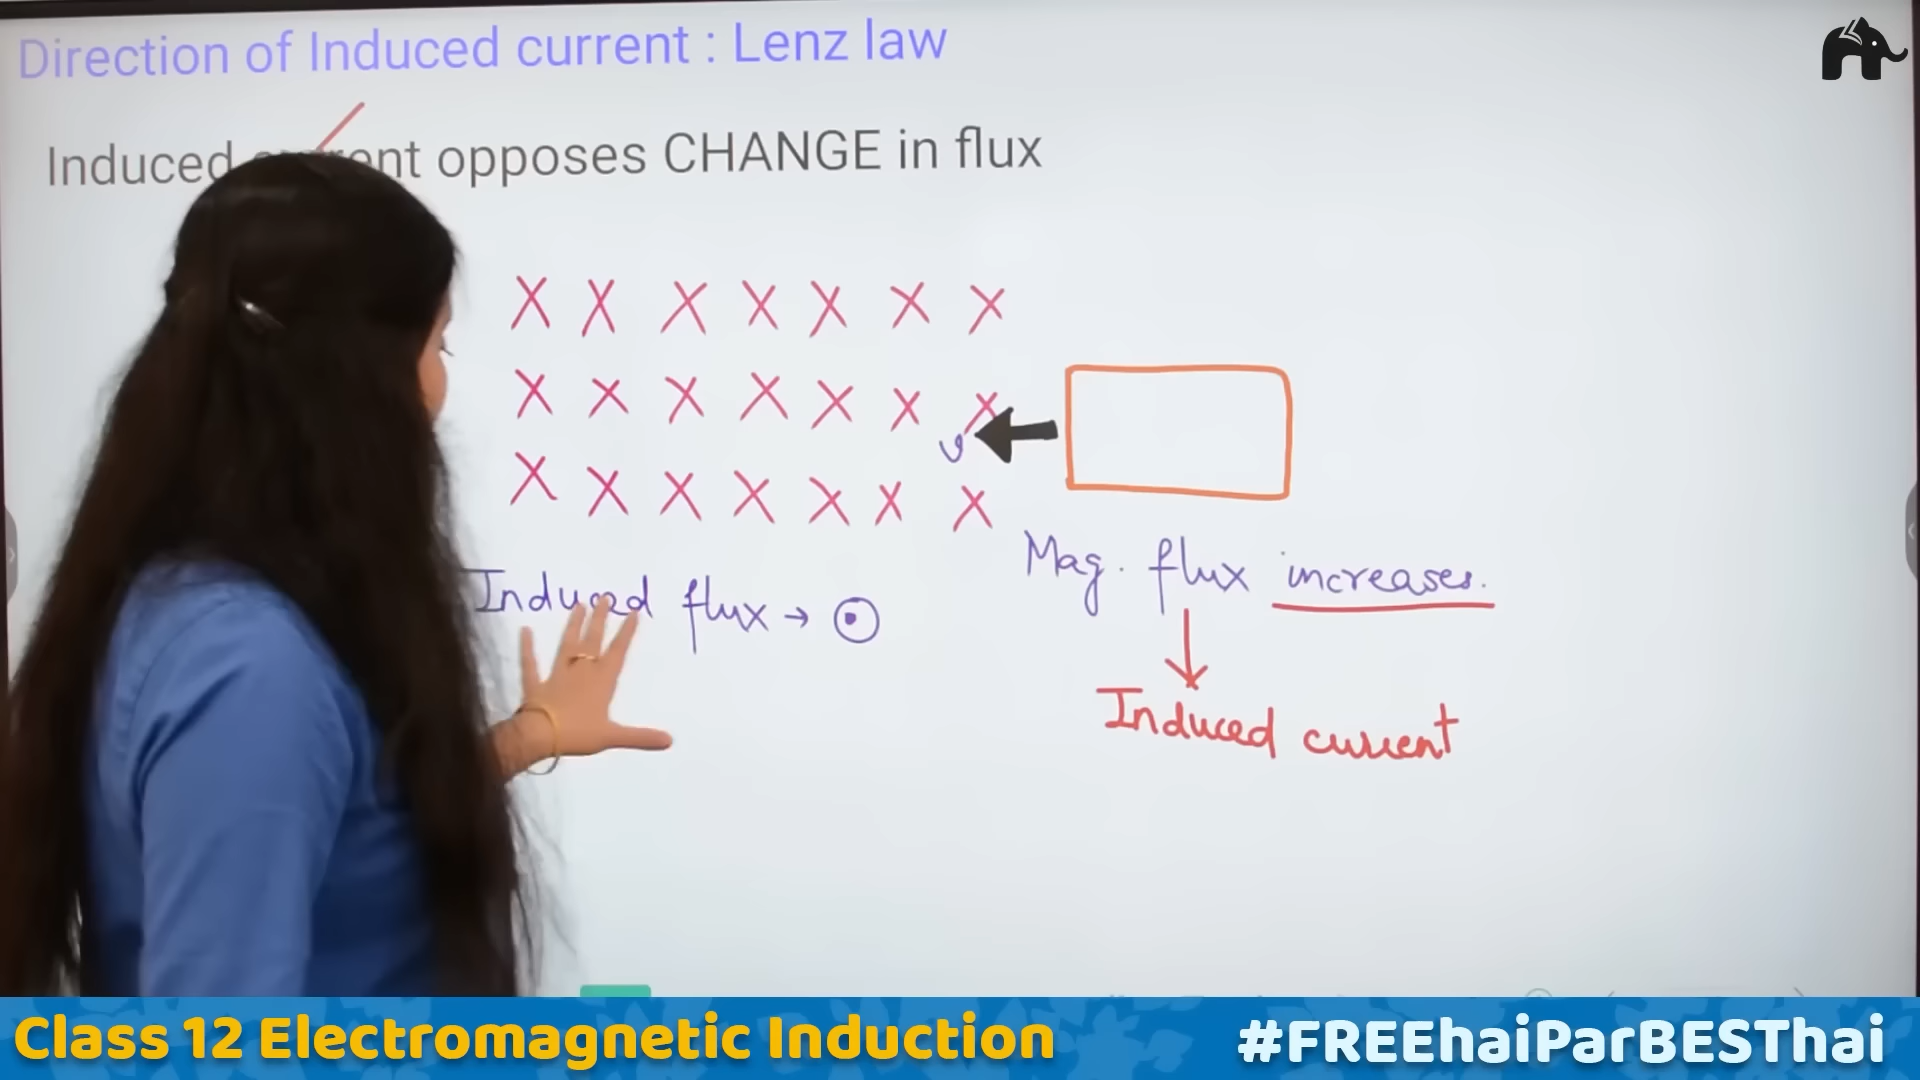 Direction of Induced current : Lenz law
Induced opposes CHANGE in flux
X X X X X X X
X X X X X X X
X X X X X X X
v
Mag. flux increases.
Induced flux → ⊙
↓
Induced current
Class 12 Electromagnetic Induction
#FREEhaiParBESThai